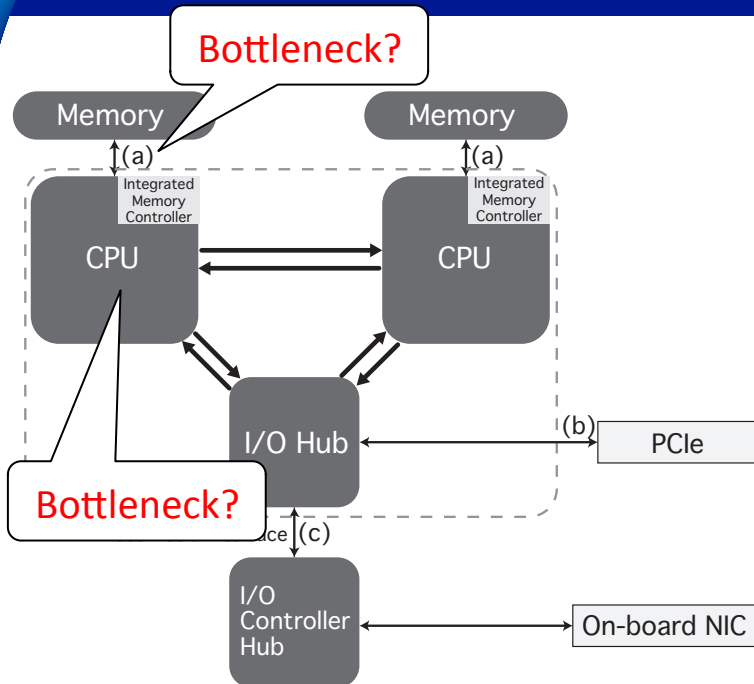 Bottleneck?
Memory
Memory
(a)
(a)
Integrated
Memory
Controller
Integrated
Memory
Controller
CPU
CPU
I/O Hub
(b)
PCIe
Bottleneck?
(c)
I/O
Controller
Hub
On-board NIC